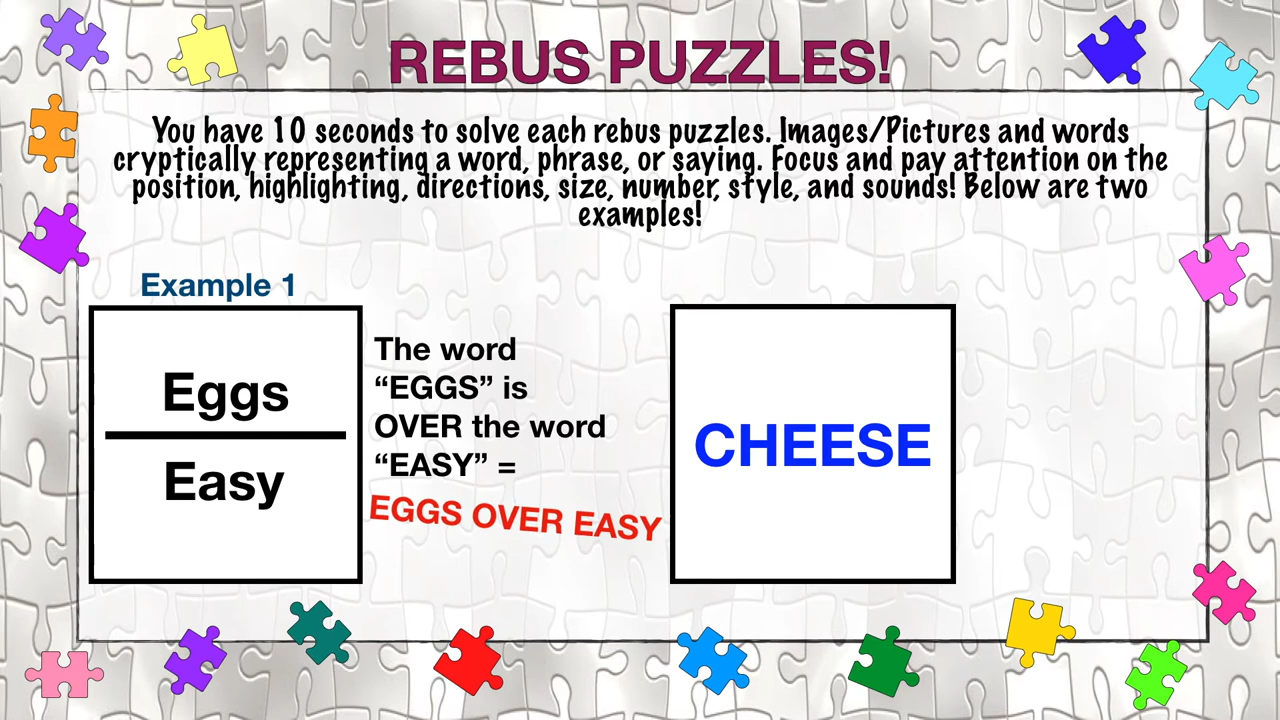 REBUS PUZZLES!
You have 10 seconds to solve each rebus puzzles. Images/Pictures and words
cryptically representing a word, phrase, or saying. Focus and pay attention on the
position, highlighting, directions, size, number, style, and sounds! Below are two
examples!
Example 1
Eggs
Easy
The word
“EGGS” is
OVER the word
“EASY” =
EGGS OVER EASY
CHEESE